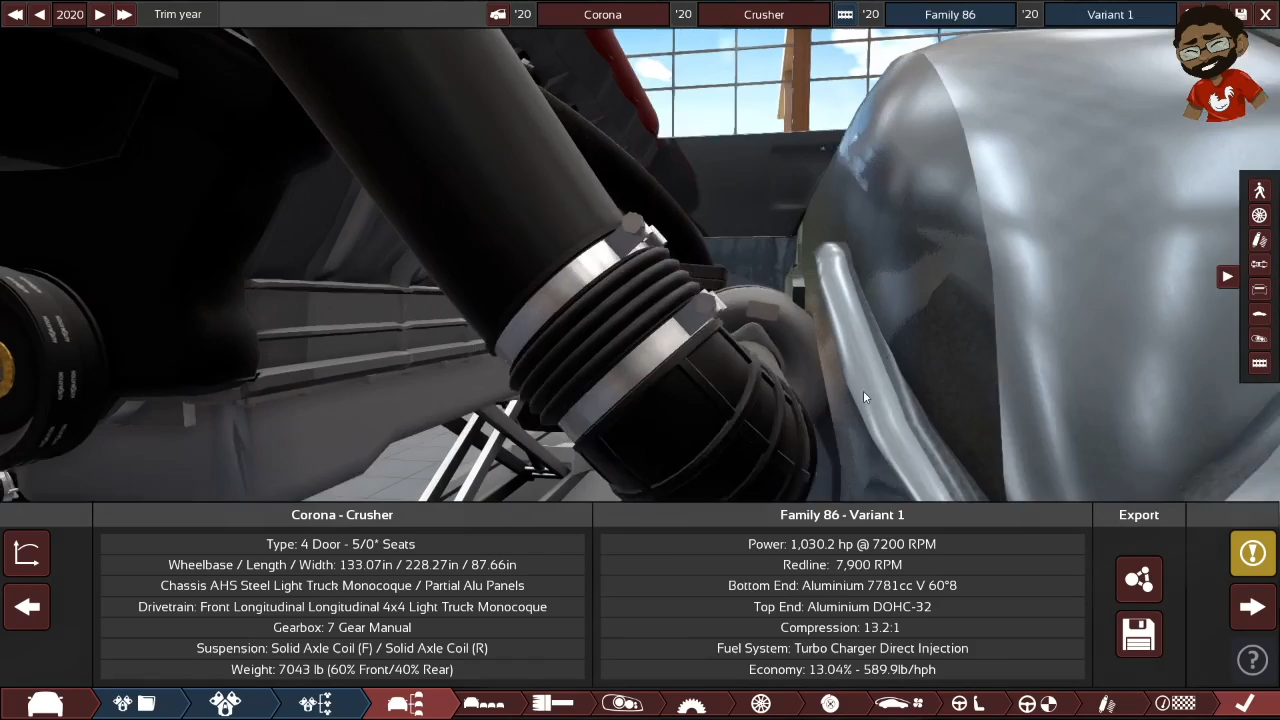 2020 Trim year '20 Corona '20 Crusher '20 Family 86 '20 Variant 1
Corona - Crusher
Type: 4 Door - 5/0* Seats
Wheelbase / Length / Width: 133.07in / 228.27in / 87.66in
Chassis AHS Steel Light Truck Monocoque / Partial Alu Panels
Drivetrain: Front Longitudinal Longitudinal 4x4 Light Truck Monocoque
Gearbox: 7 Gear Manual
Suspension: Solid Axle Coil (F) / Solid Axle Coil (R)
Weight: 7043 lb (60% Front/40% Rear)
Family 86 - Variant 1
Power: 1,030.2 hp @ 7200 RPM
Redline: 7,900 RPM
Bottom End: Aluminium 7781cc V 60°8
Top End: Aluminium DOHC-32
Compression: 13.2:1
Fuel System: Turbo Charger Direct Injection
Economy: 13.04% - 589.9lb/hph
Export